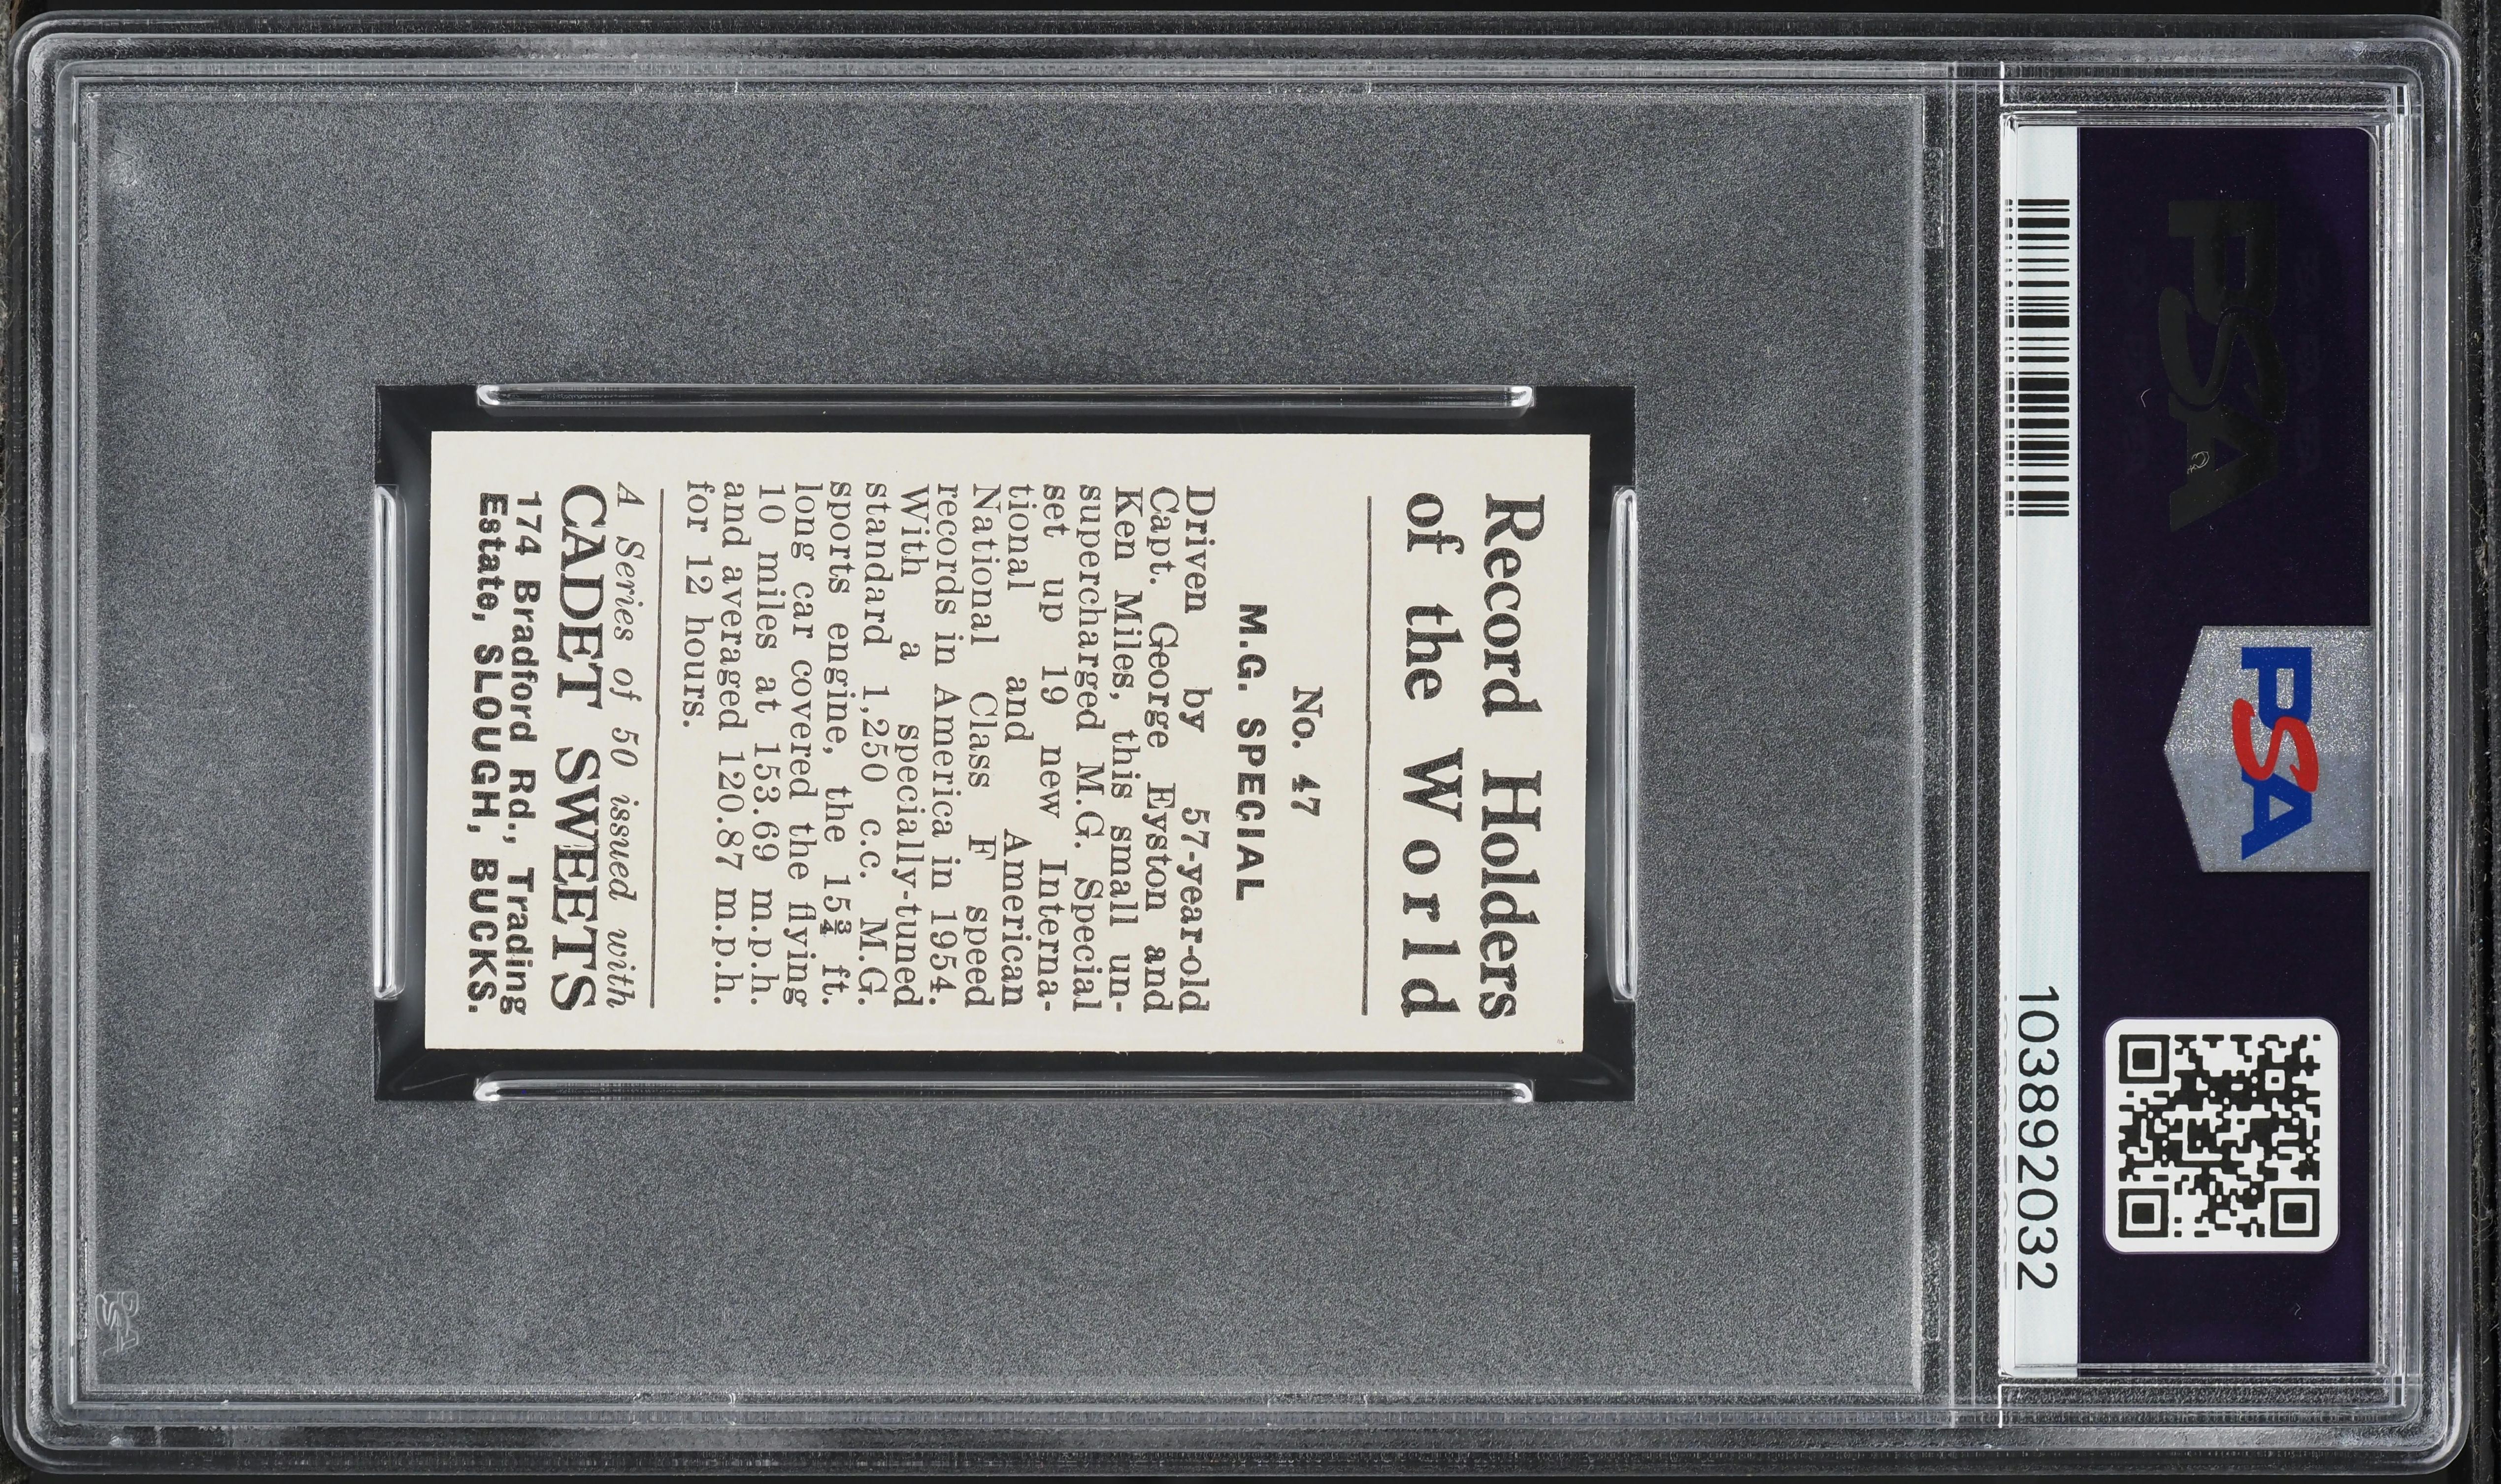 PSA
PSA
103892032
Record Holders
of the World
No. 47
M.G. SPECIAL
Driven by 57-year-old
Capt. George Eyston and
Ken Miles, this small un-
supercharged M.G. Special
set up 19 new Interna-
tional and American
National Class F speed
records in America in 1954.
With a specially-tuned
standard 1,250 c.c. M.G.
sports engine, the 15¾ ft.
long car covered the flying
10 miles at 153.69 m.p.h.
and averaged 120.87 m.p.h.
for 12 hours.
A Series of 50 issued with
CADET SWEETS
174 Bradford Rd., Trading
Estate, SLOUGH, BUCKS.
PSA